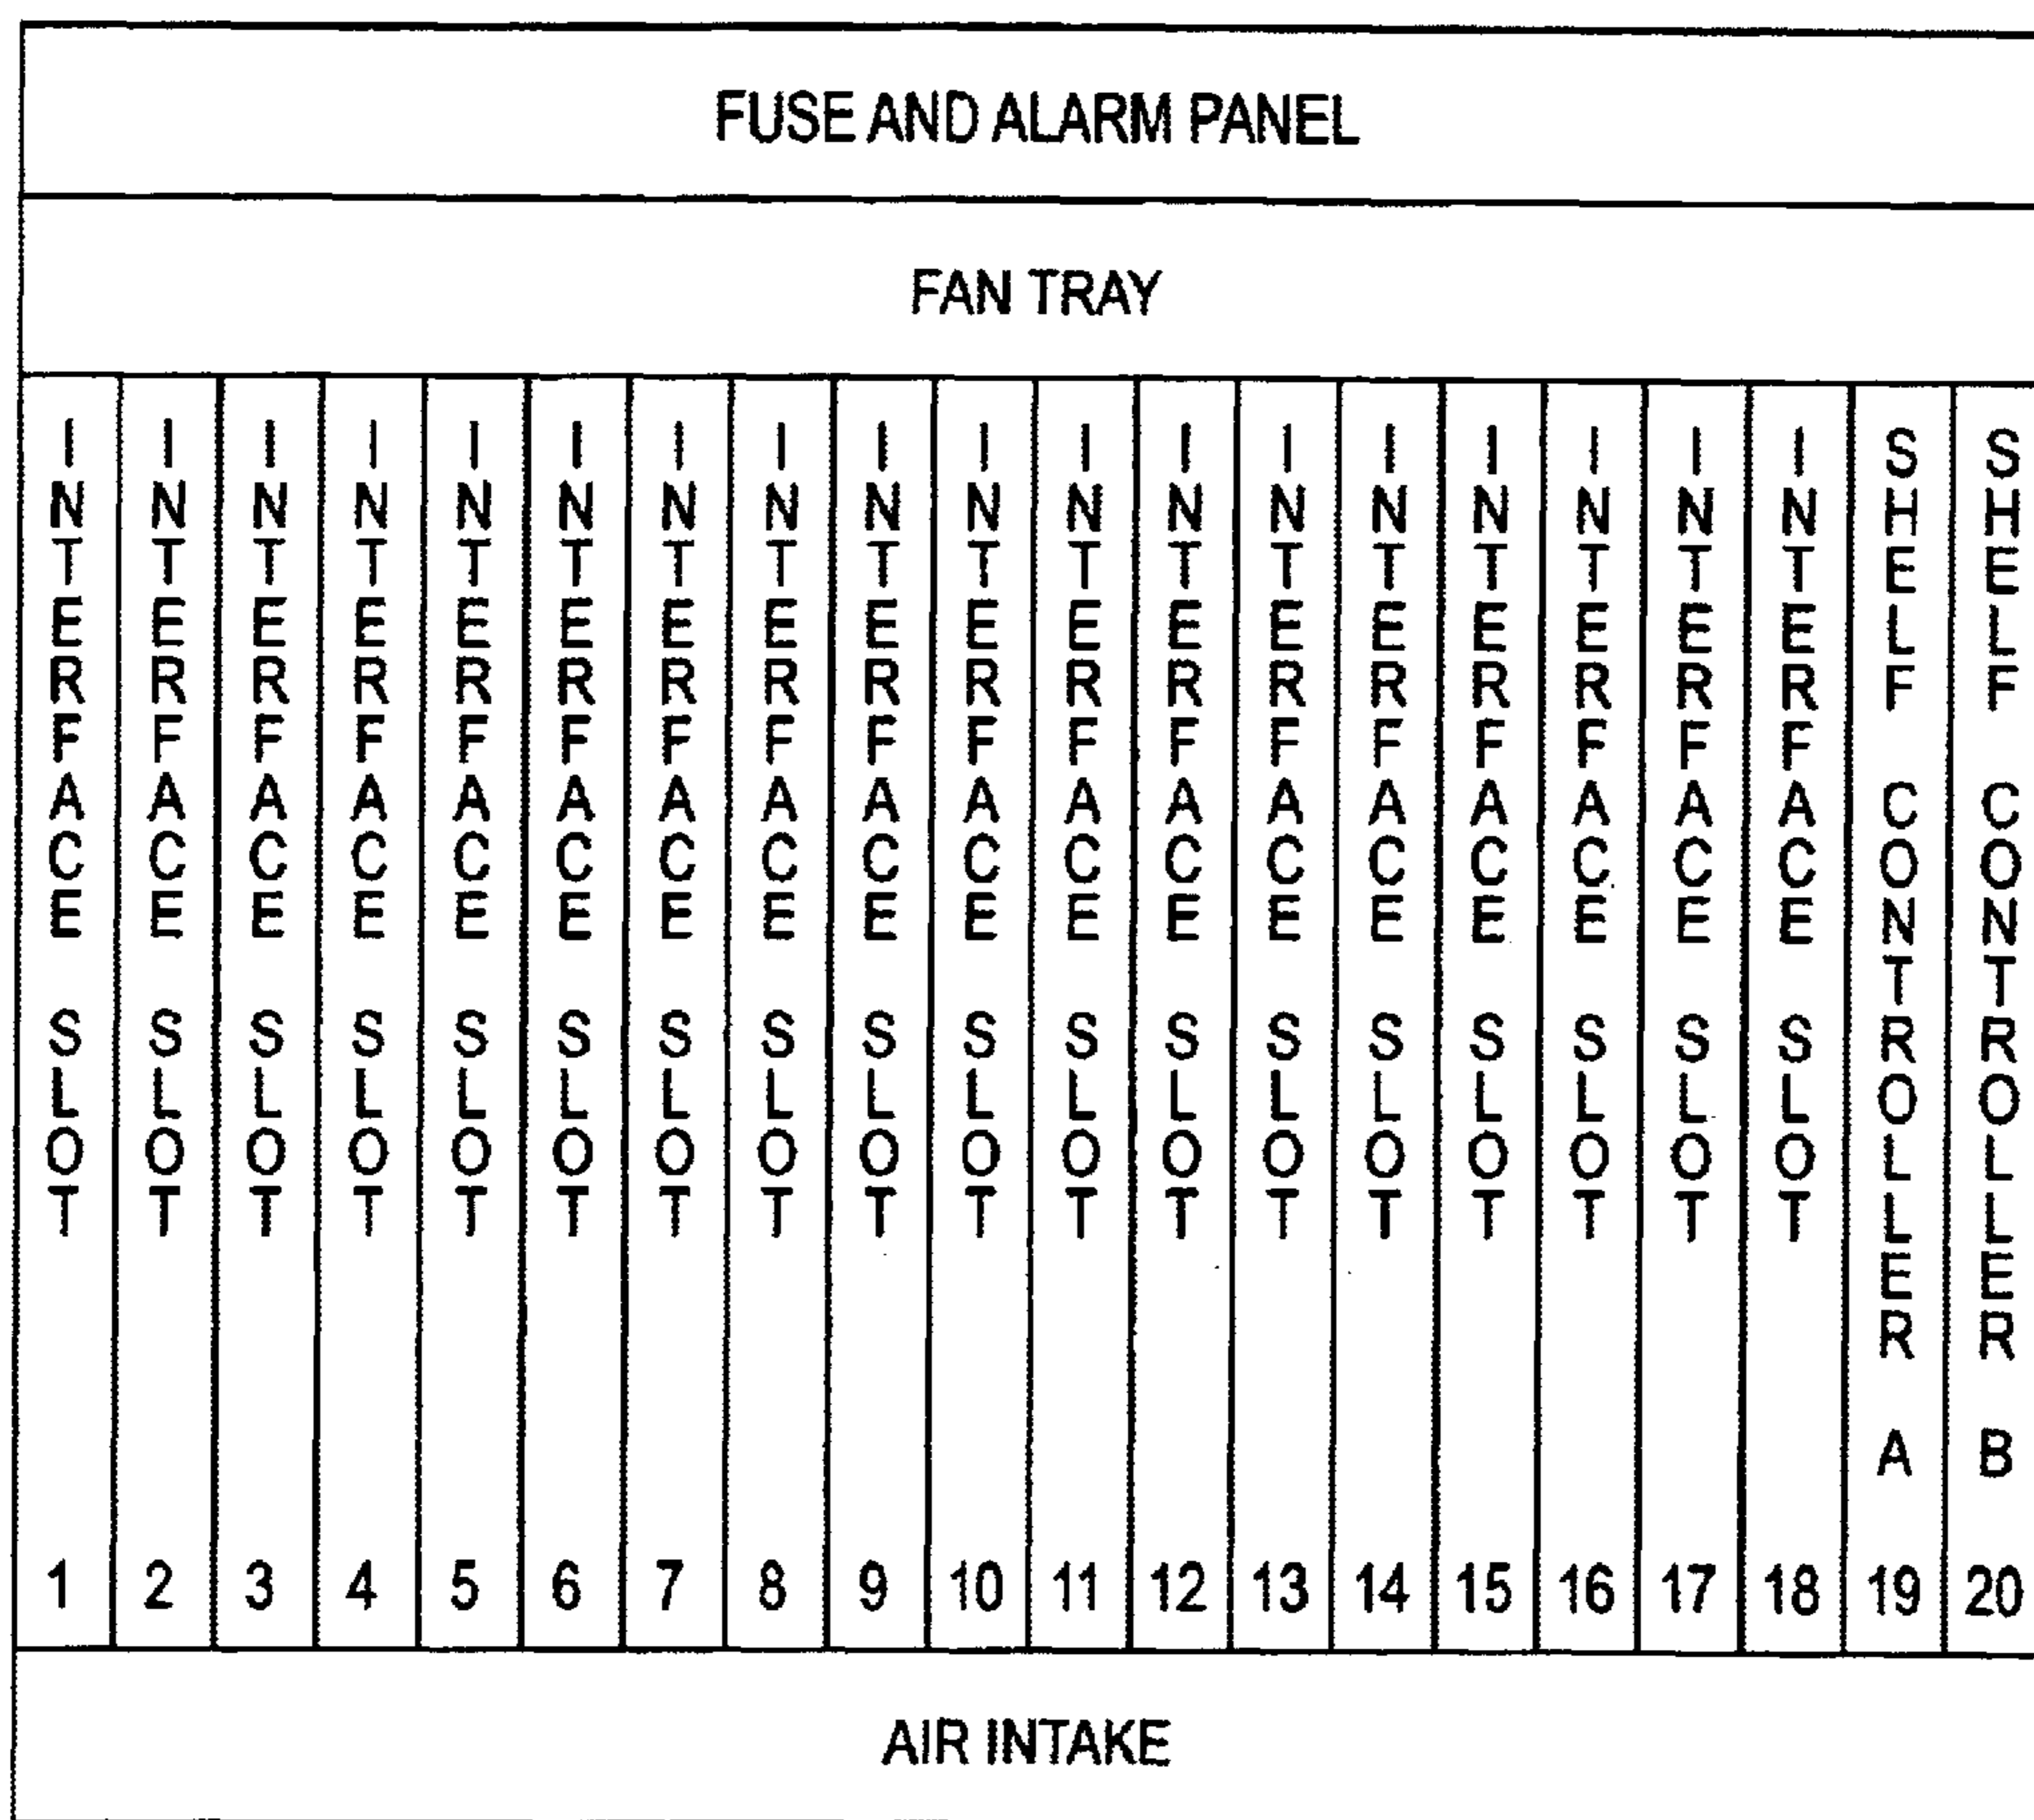 FUSE AND ALARM PANEL
FAN TRAY
INTERFACE SLOT 1
INTERFACE SLOT 2
INTERFACE SLOT 3
INTERFACE SLOT 4
INTERFACE SLOT 5
INTERFACE SLOT 6
INTERFACE SLOT 7
INTERFACE SLOT 8
INTERFACE SLOT 9
INTERFACE SLOT 10
INTERFACE SLOT 11
INTERFACE SLOT 12
INTERFACE SLOT 13
INTERFACE SLOT 14
INTERFACE SLOT 15
INTERFACE SLOT 16
INTERFACE SLOT 17
INTERFACE SLOT 18
SHELF CONTROLLER A 19
SHELF CONTROLLER B 20
AIR INTAKE